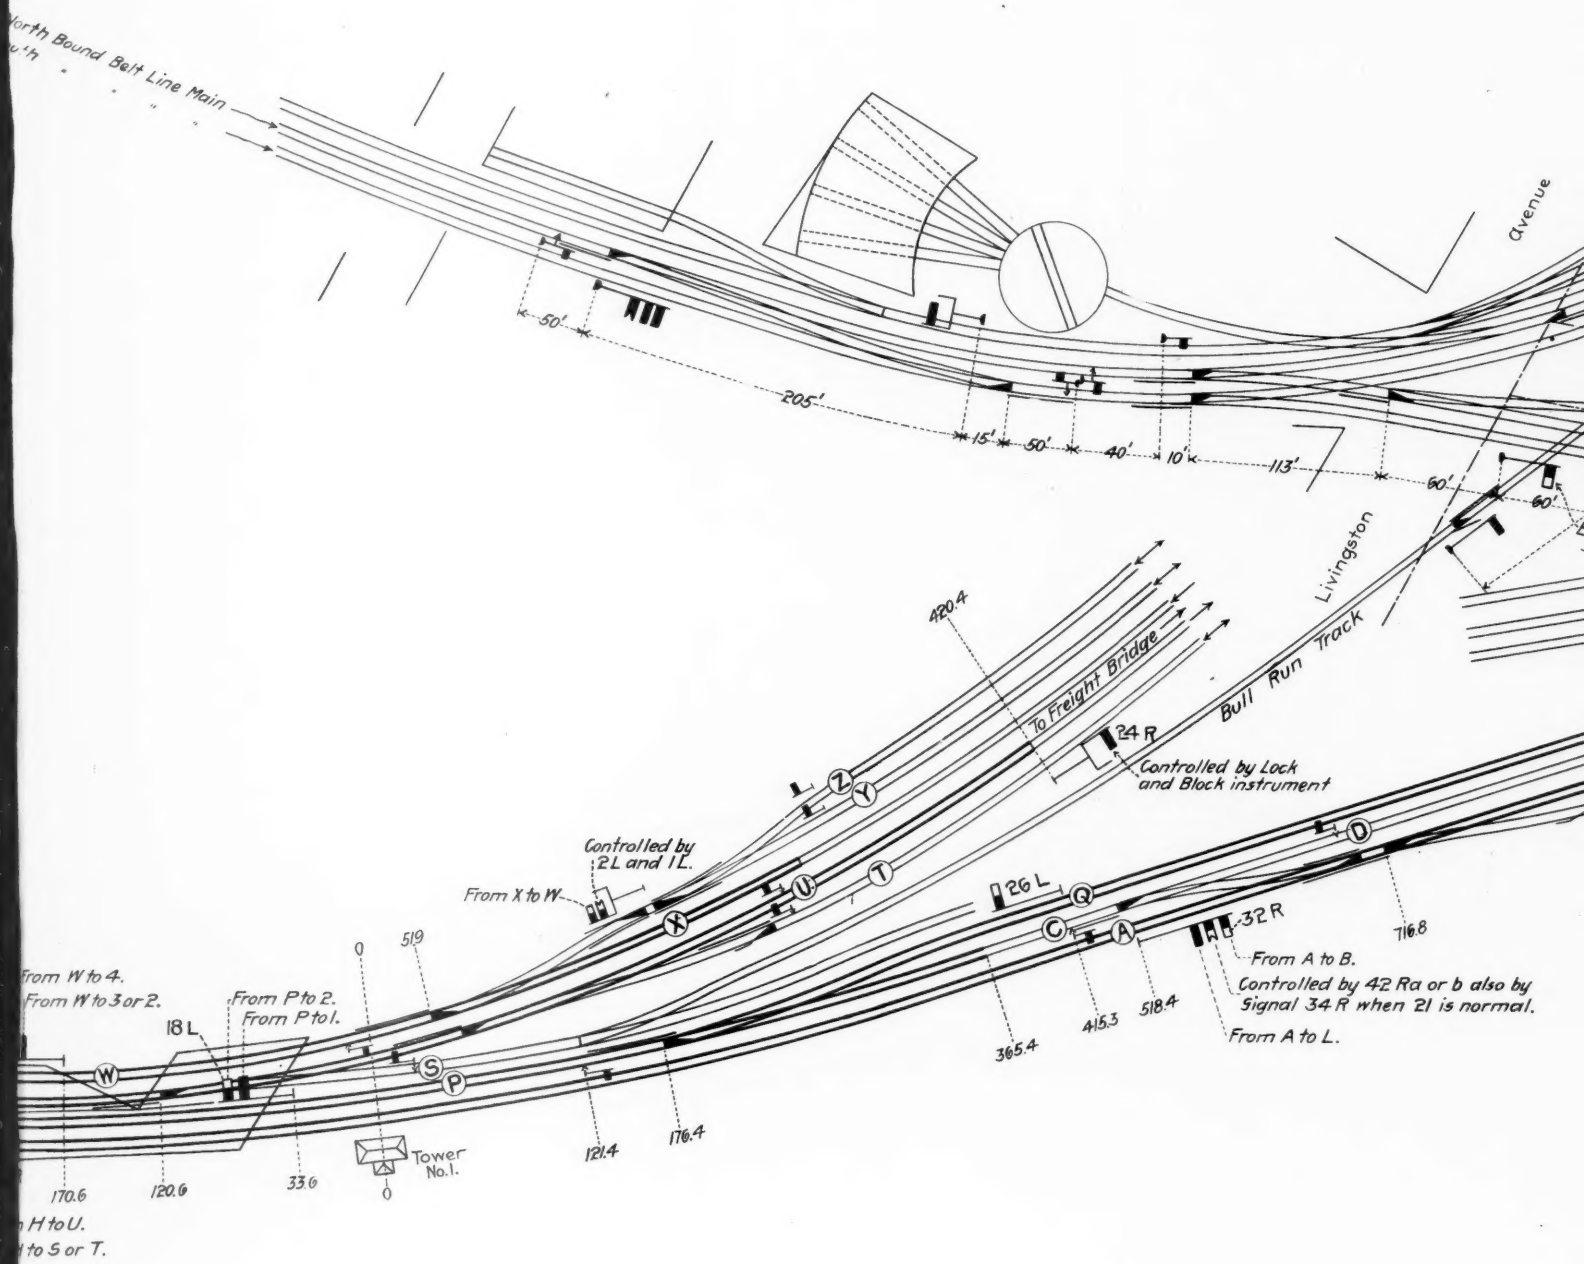 North Bound Belt Line Main
" " " "
Avenue
50'
205'
15'
50'
40'
10'
113'
60'
60'
Livingston
420.4
To Freight Bridge
Bull Run Track
24 R
Controlled by Lock
and Block instrument
Z
Y
Controlled by
2L and 1L.
From X to W
U
T
X
D
26 L
Q
C
A
32 R
716.8
From A to B.
Controlled by 42 Ra or b also by
Signal 34 R when 21 is normal.
From A to L.
518.4
415.3
365.4
0
519
From W to 4.
From W to 3 or 2.
From P to 2.
From P to 1.
18 L
W
S
P
176.4
121.4
Tower
No.1.
0
33.6
120.6
170.6
H to U.
to S or T.